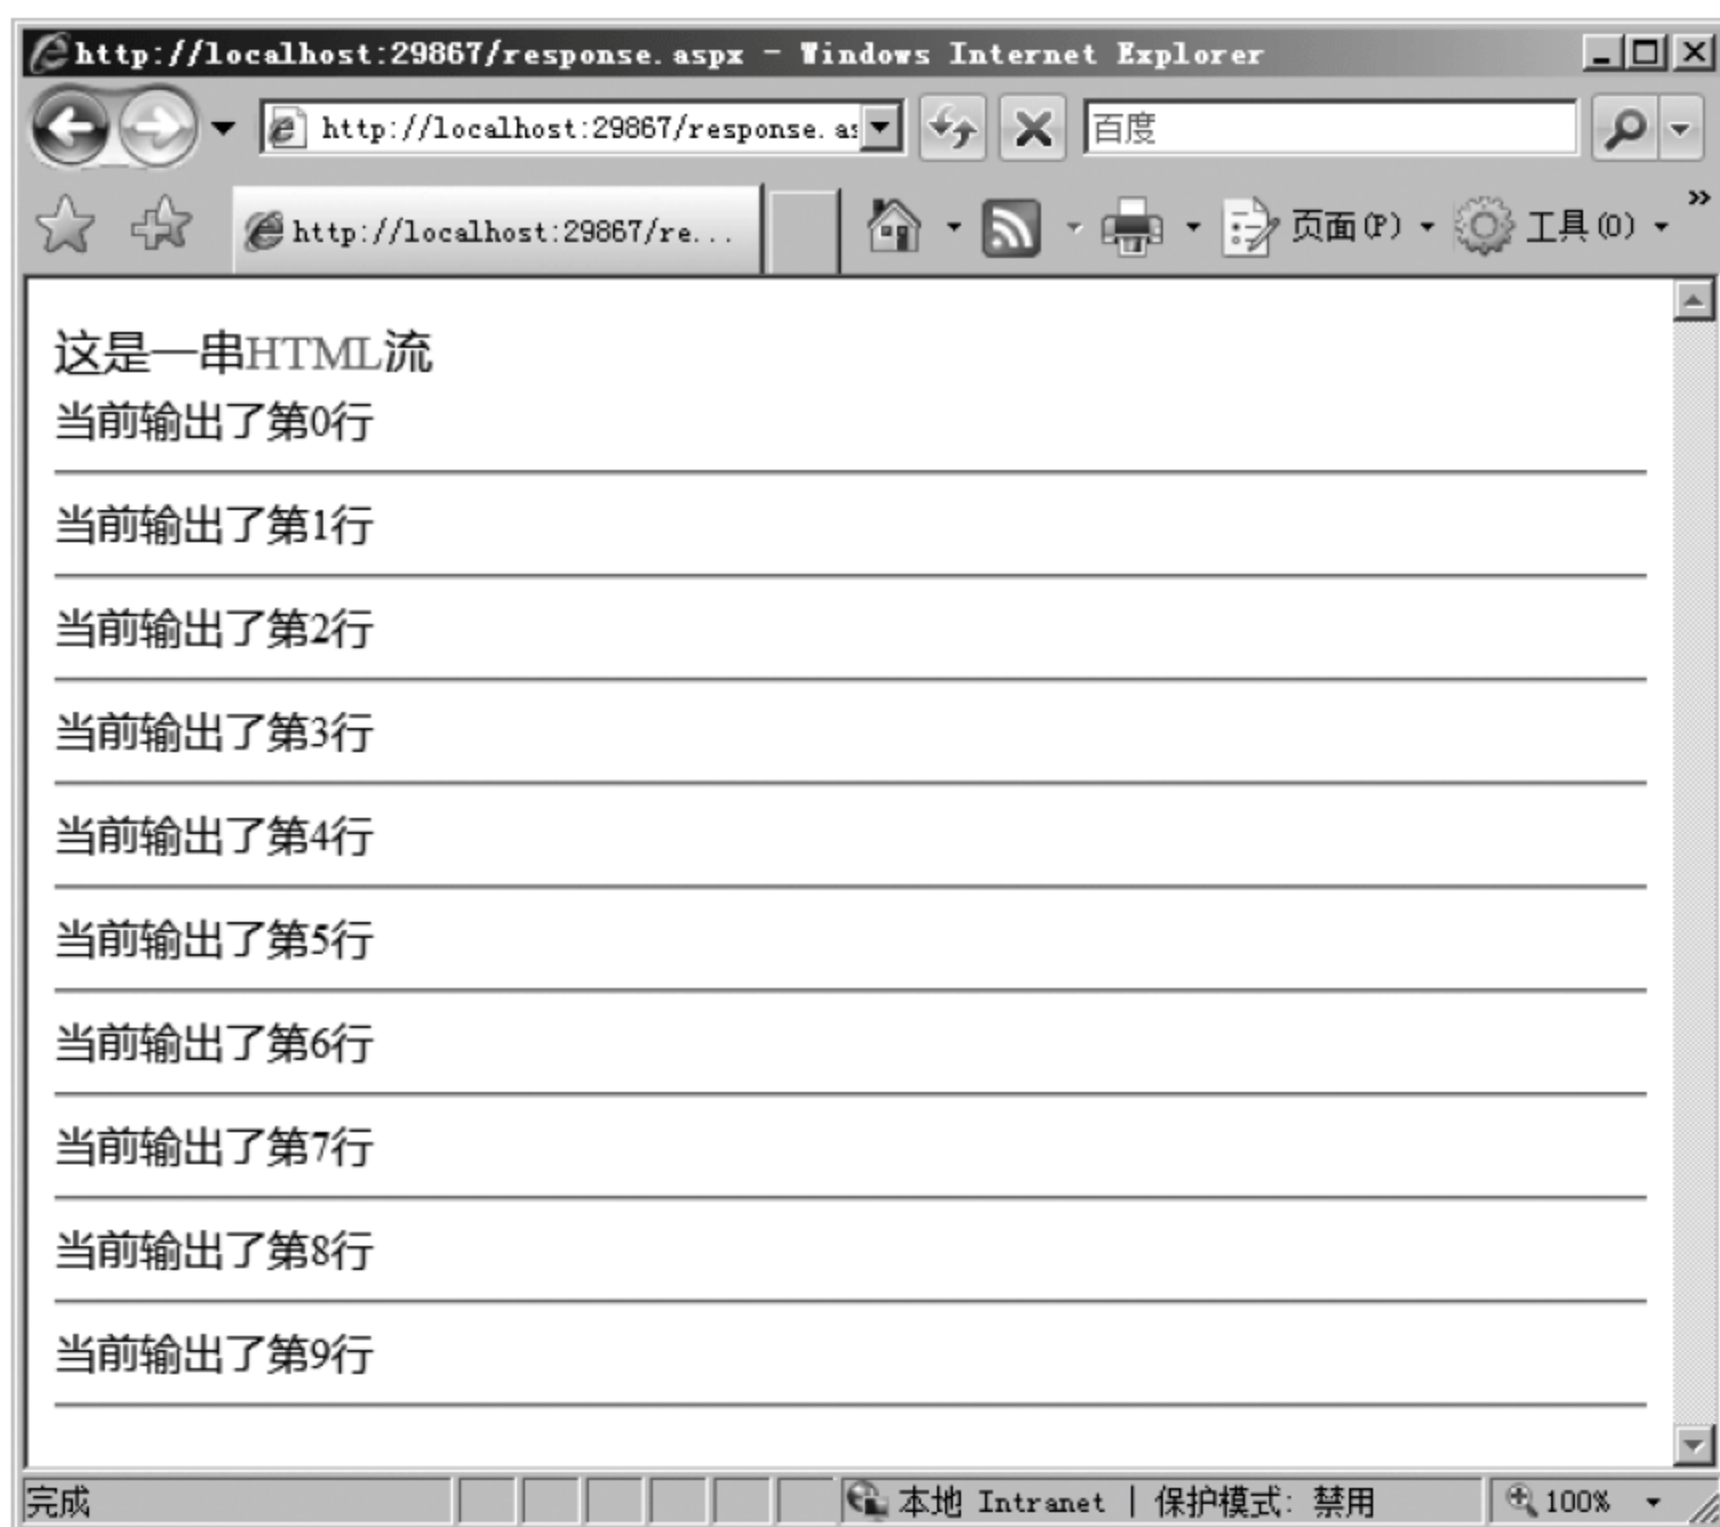 http://localhost:29867/response.aspx - Windows Internet Explorer
http://localhost:29867/response.as
百度
http://localhost:29867/re...
页面(P)
工具(O)
这是一串HTML流
当前输出了第0行
当前输出了第1行
当前输出了第2行
当前输出了第3行
当前输出了第4行
当前输出了第5行
当前输出了第6行
当前输出了第7行
当前输出了第8行
当前输出了第9行
完成
本地 Intranet | 保护模式: 禁用
100%